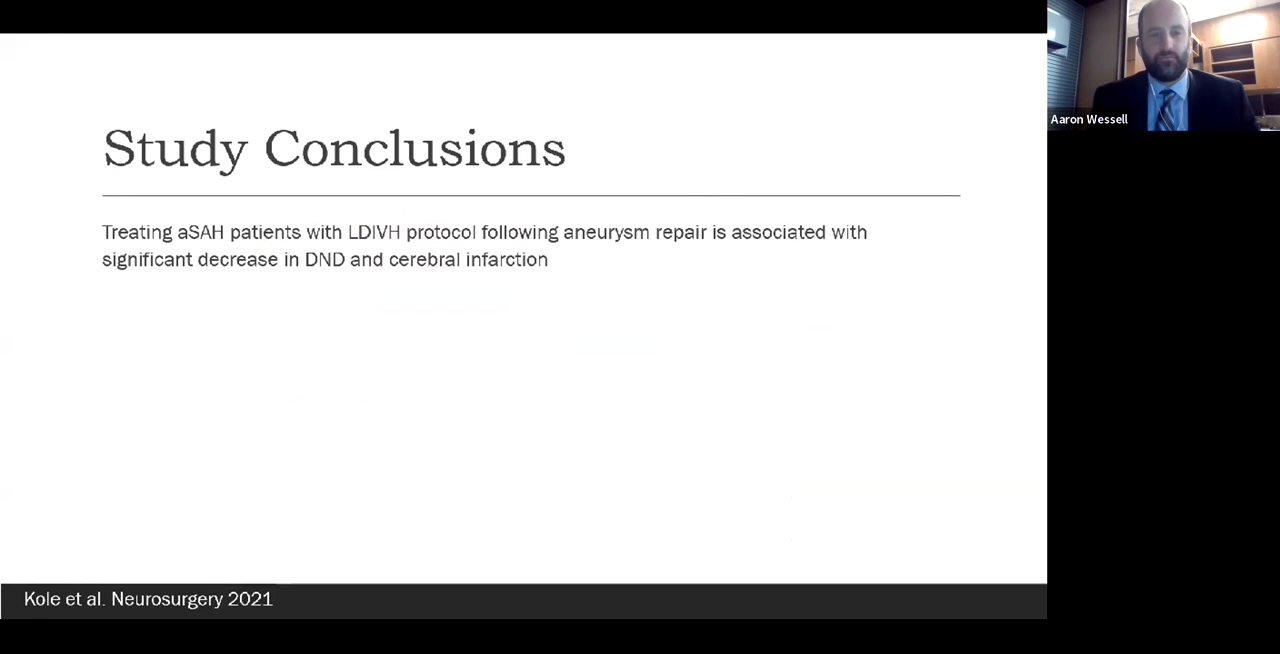 Study Conclusions
Treating aSAH patients with LDIVH protocol following aneurysm repair is associated with
significant decrease in DND and cerebral infarction
Kole et al. Neurosurgery 2021
Aaron Wessell